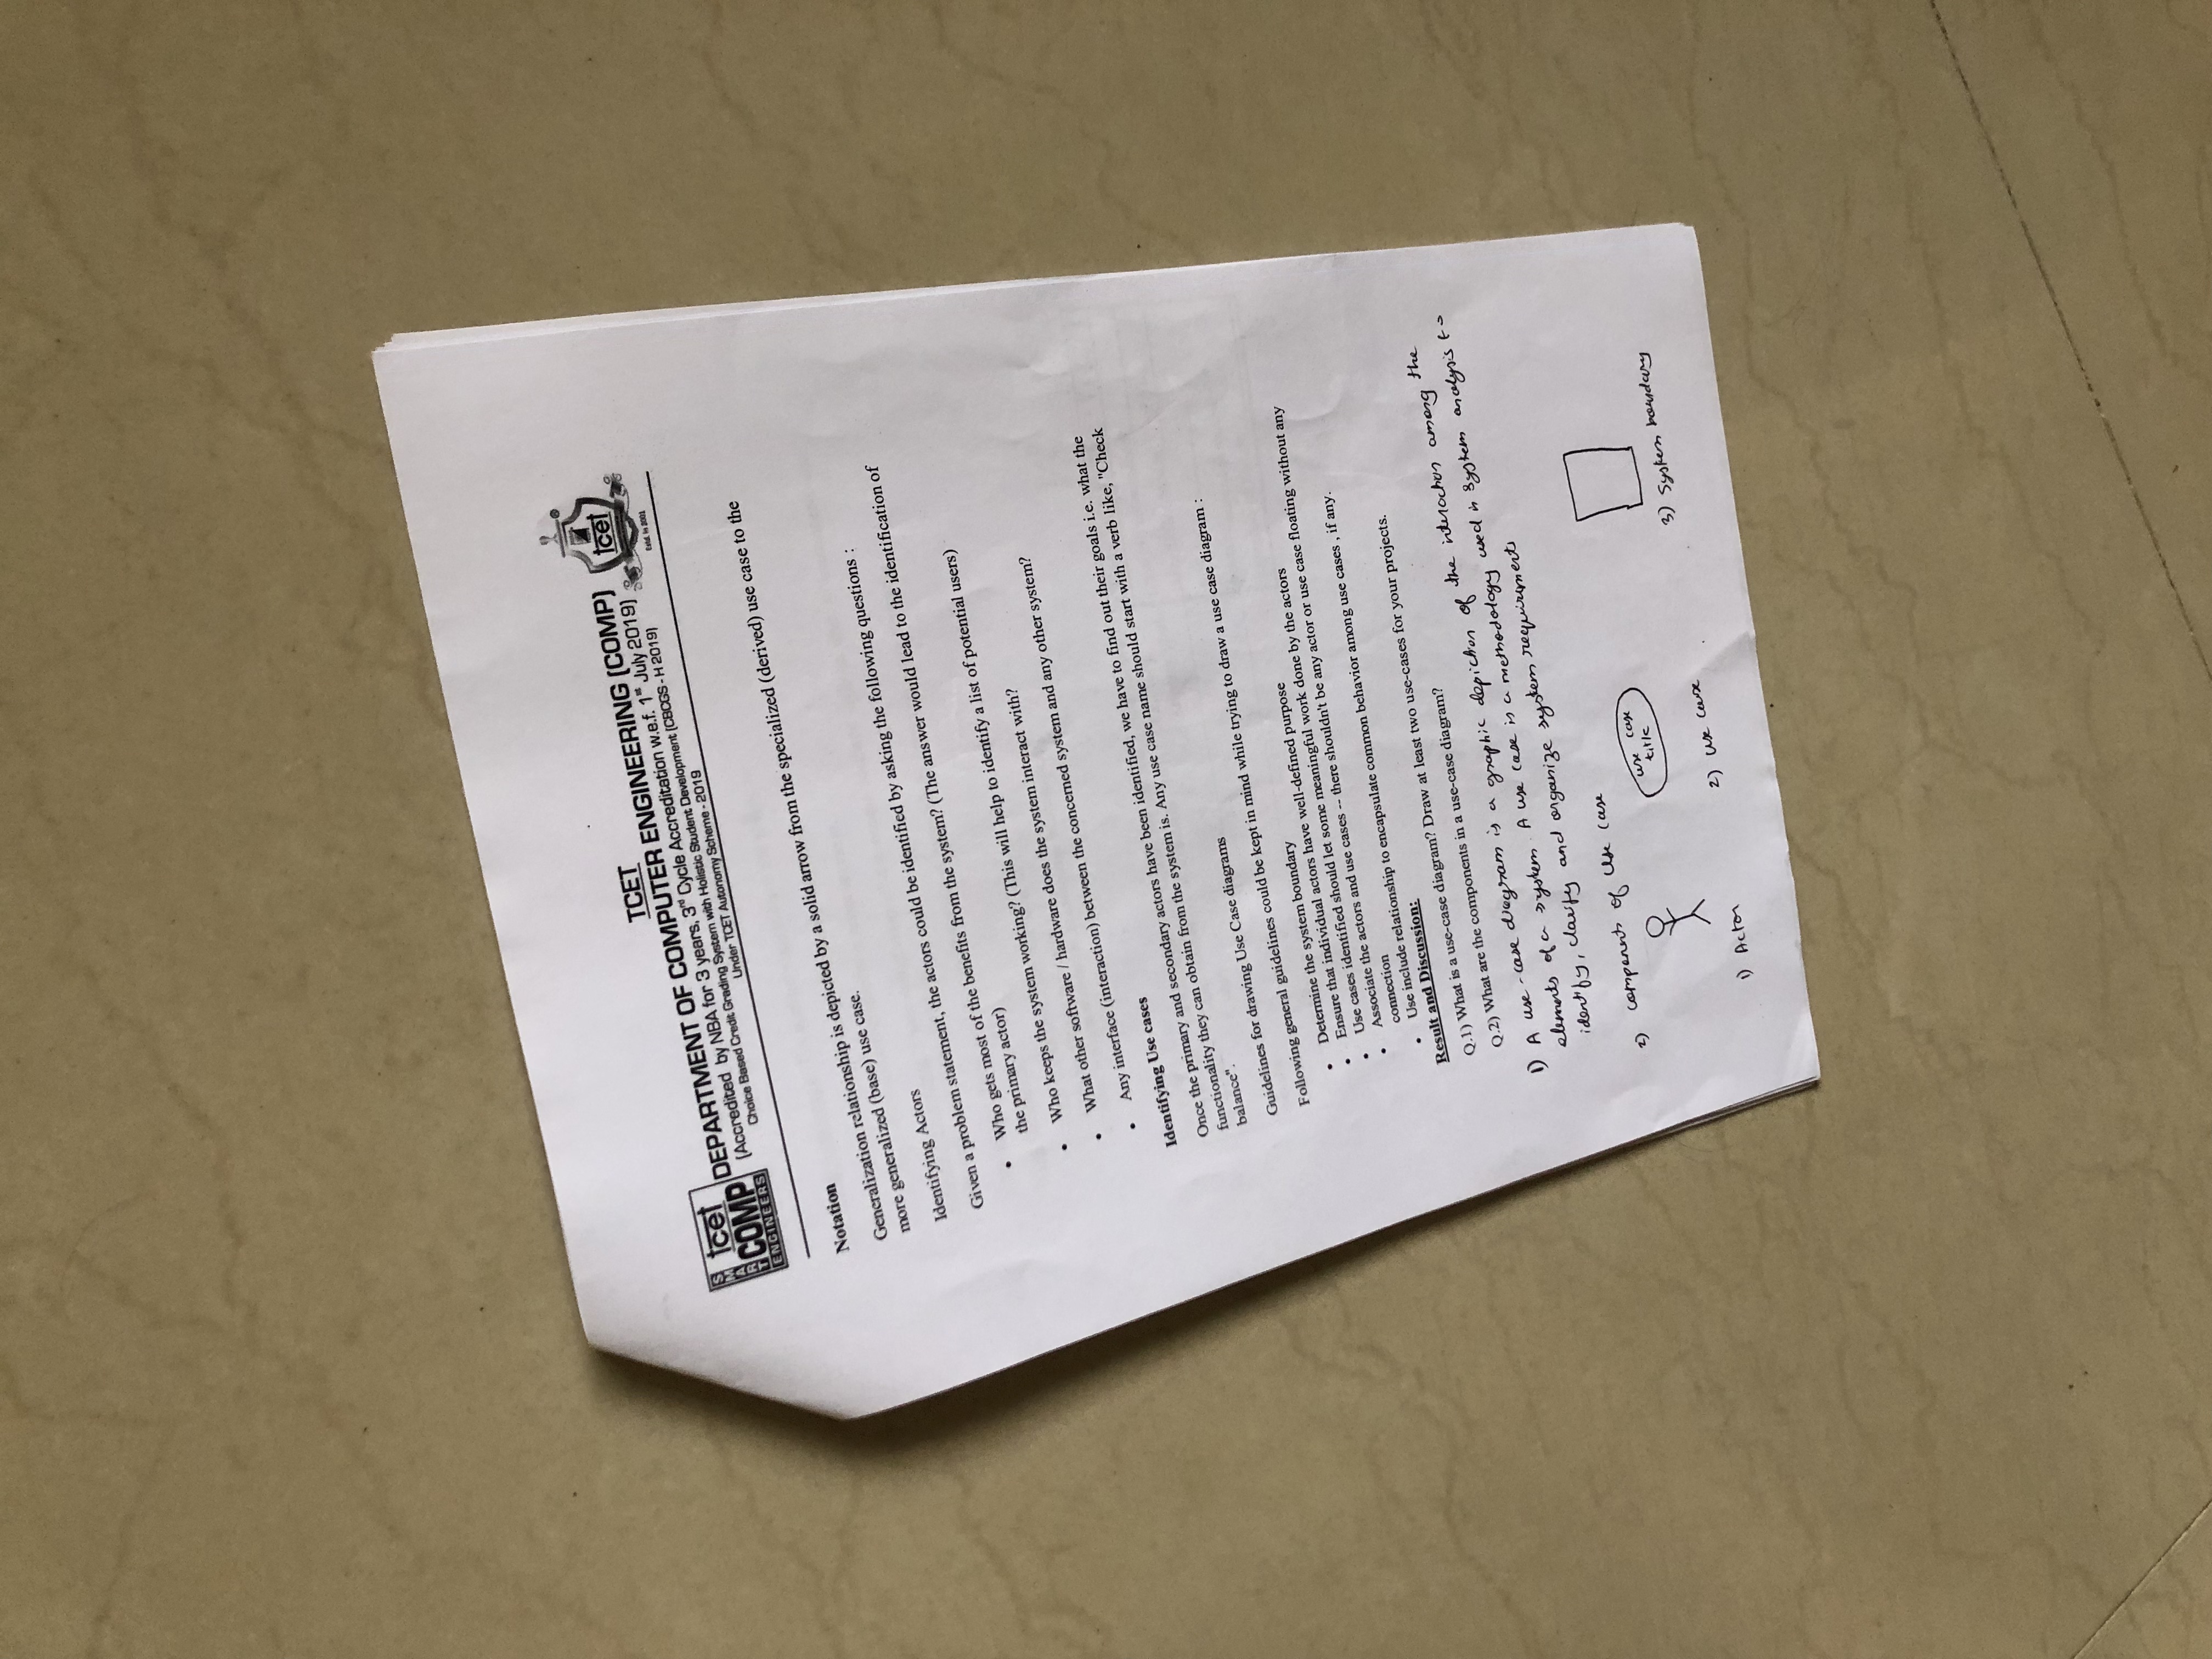 TCET
DEPARTMENT OF COMPUTER ENGINEERING (COMP)
(Accredited by NBA for 3 years, 3rd Cycle Accreditation w.e.f. 1st July 2019)
Choice Based Credit Grading System with Holistic Student Development (CBCGS - H 2019)
Under TCET Autonomy Scheme - 2019
SMART
tcet
COMP
ENGINEERS
tcet
Estd. in 2001
Notation
Generalization relationship is depicted by a solid arrow from the specialized (derived) use case to the
more generalized (base) use case.
Identifying Actors
Given a problem statement, the actors could be identified by asking the following questions :
• Who gets most of the benefits from the system? (The answer would lead to the identification of
the primary actor)
• Who keeps the system working? (This will help to identify a list of potential users)
• What other software / hardware does the system interact with?
• Any interface (interaction) between the concerned system and any other system?
Identifying Use cases
Once the primary and secondary actors have been identified, we have to find out their goals i.e. what the
functionality they can obtain from the system is. Any use case name should start with a verb like, "Check
balance".
Guidelines for drawing Use Case diagrams
Following general guidelines could be kept in mind while trying to draw a use case diagram :
• Determine the system boundary
• Ensure that individual actors have well-defined purpose
• Use cases identified should let some meaningful work done by the actors
• Associate the actors and use cases -- there shouldn't be any actor or use case floating without any
connection
• Use include relationship to encapsulate common behavior among use cases , if any.
Result and Discussion:
Q.1) What is a use-case diagram? Draw at least two use-cases for your projects.
Q.2) What are the components in a use-case diagram?
1) A use-case diagram is a graphic depiction of the interaction among the
elements of a system. A use case is a methodology used in system analysis to
identify, clarify and organize system requirements
2) components of use case
use case
title
1) Actor
2) use case
3) System boundary